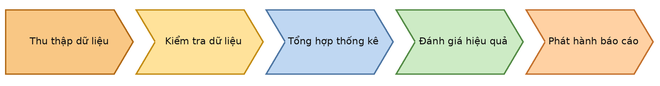 Thu thập dữ liệu
Kiểm tra dữ liệu
Tổng hợp thống kê
Đánh giá hiệu quả
Phát hành báo cáo